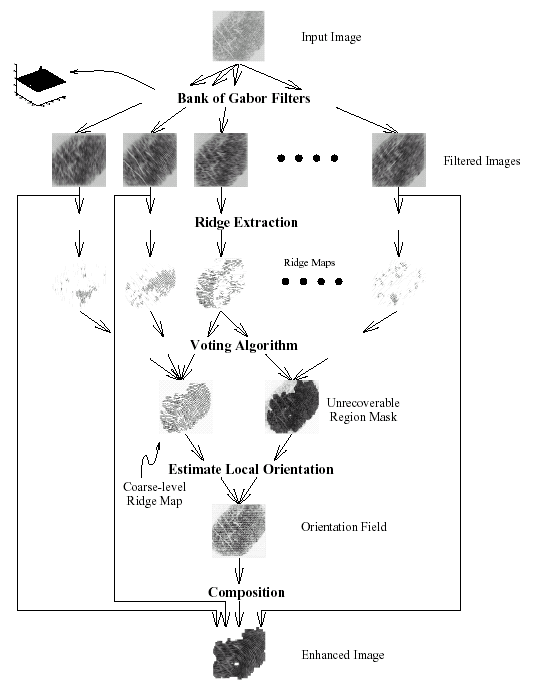 Input Image
Bank of Gabor Filters
Filtered Images
Ridge Extraction
Ridge Maps
Voting Algorithm
Unrecoverable
Region Mask
Estimate Local Orientation
Coarse-level
Ridge Map
Orientation Field
Composition
Enhanced Image